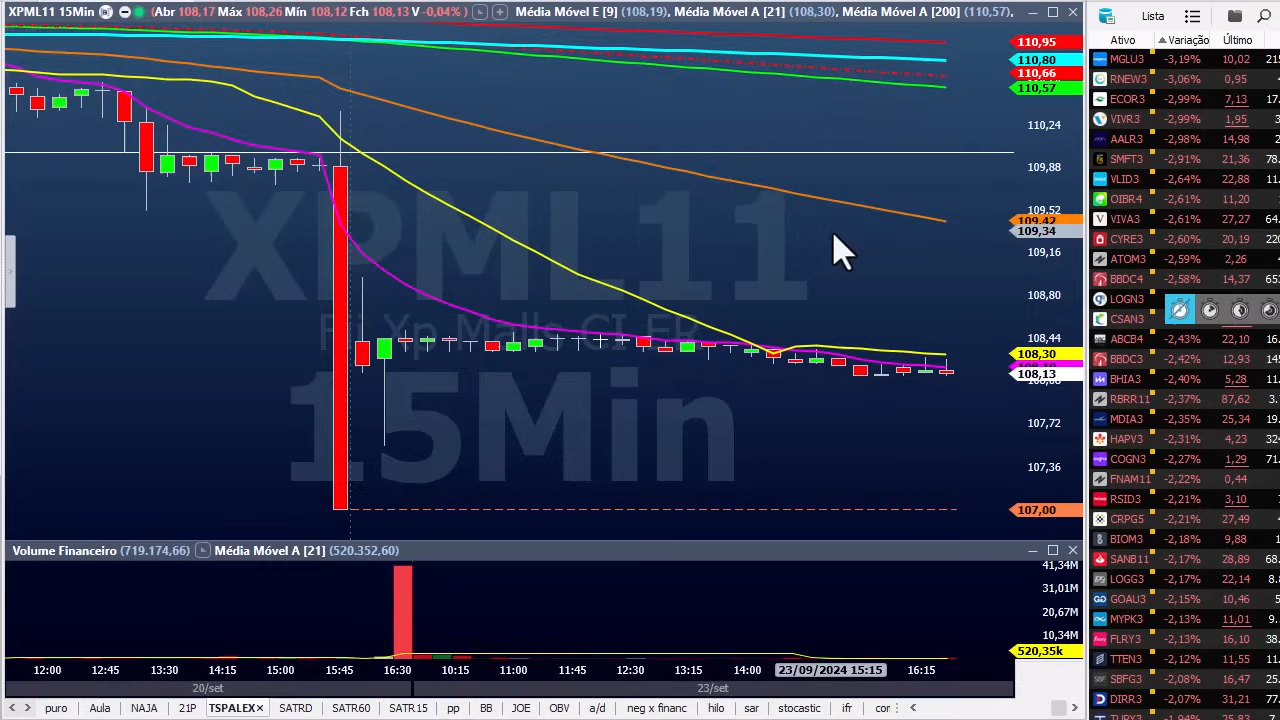 XPML11 15Min (Abr 108,17 Máx 108,26 Mín 108,12 Fch 108,13 V -0,04%) Média Móvel E [9] (108,19), Média Móvel A [21] (108,30), Média Móvel A [200] (110,57),
110,95
110,80
110,66
110,57
110,24
109,88
109,52
109,42
109,34
109,16
108,80
108,44
108,30
108,13
107,72
107,36
107,00
XPML11
Fii Xp Malls CI ER
15Min
Volume Financeiro (719.174,66) Média Móvel A [21] (520.352,60)
41,34M
31,01M
20,67M
10,34M
520,35k
12:00 12:45 13:30 14:15 15:00 15:45 16:30 11:00 11:45 12:30 13:15 14:00 23/09/2024 15:15 16:15
20/set 23/set
puro Aula NAJA 21P TSPALEX SATRD SATR60 pp JOE OBV a/d neg x financ hilo sar stochastic ifr
Lista
Ativo Variação Último
MGLU3 -3,19% 10,02
RNEW3 -3,06% 0,95
ECOR3 -2,99% 7,13
VIVR3 -2,99% 1,95
AALR3 -2,98% 14,98
SMFT3 -2,91% 21,36
VLID3 -2,64% 22,88
OIBR4 -2,61% 11,20
VIVA3 -2,61% 27,27
CYRE3 -2,60% 20,19
ATOM3 -2,59% 2,26
BBDC4 -2,58% 14,37
LOGN3
CSAN3
ABCB4 -2,43% 22,10
BBDC3 -2,42% 12,93
BHIA3 -2,40% 5,28
RBRR11 -2,37% 87,62
MDIA3 -2,35% 25,34
HAPV3 -2,31% 4,23
COGN3 -2,27% 1,29
FNAM11 -2,22% 0,44
RSID3 -2,21% 3,10
CRPG5 -2,21% 27,49
BIOM3 -2,18% 9,88
SANB11 -2,17% 28,89
LOGG3 -2,17% 22,14
GOAU3 -2,15% 10,46
MYPK3 -2,13% 11,01
FLRY3 -2,13% 16,10
TTEN3 -2,12% 11,55
SBFG3 -2,08% 16,47
DIRR3 -2,07% 31,21